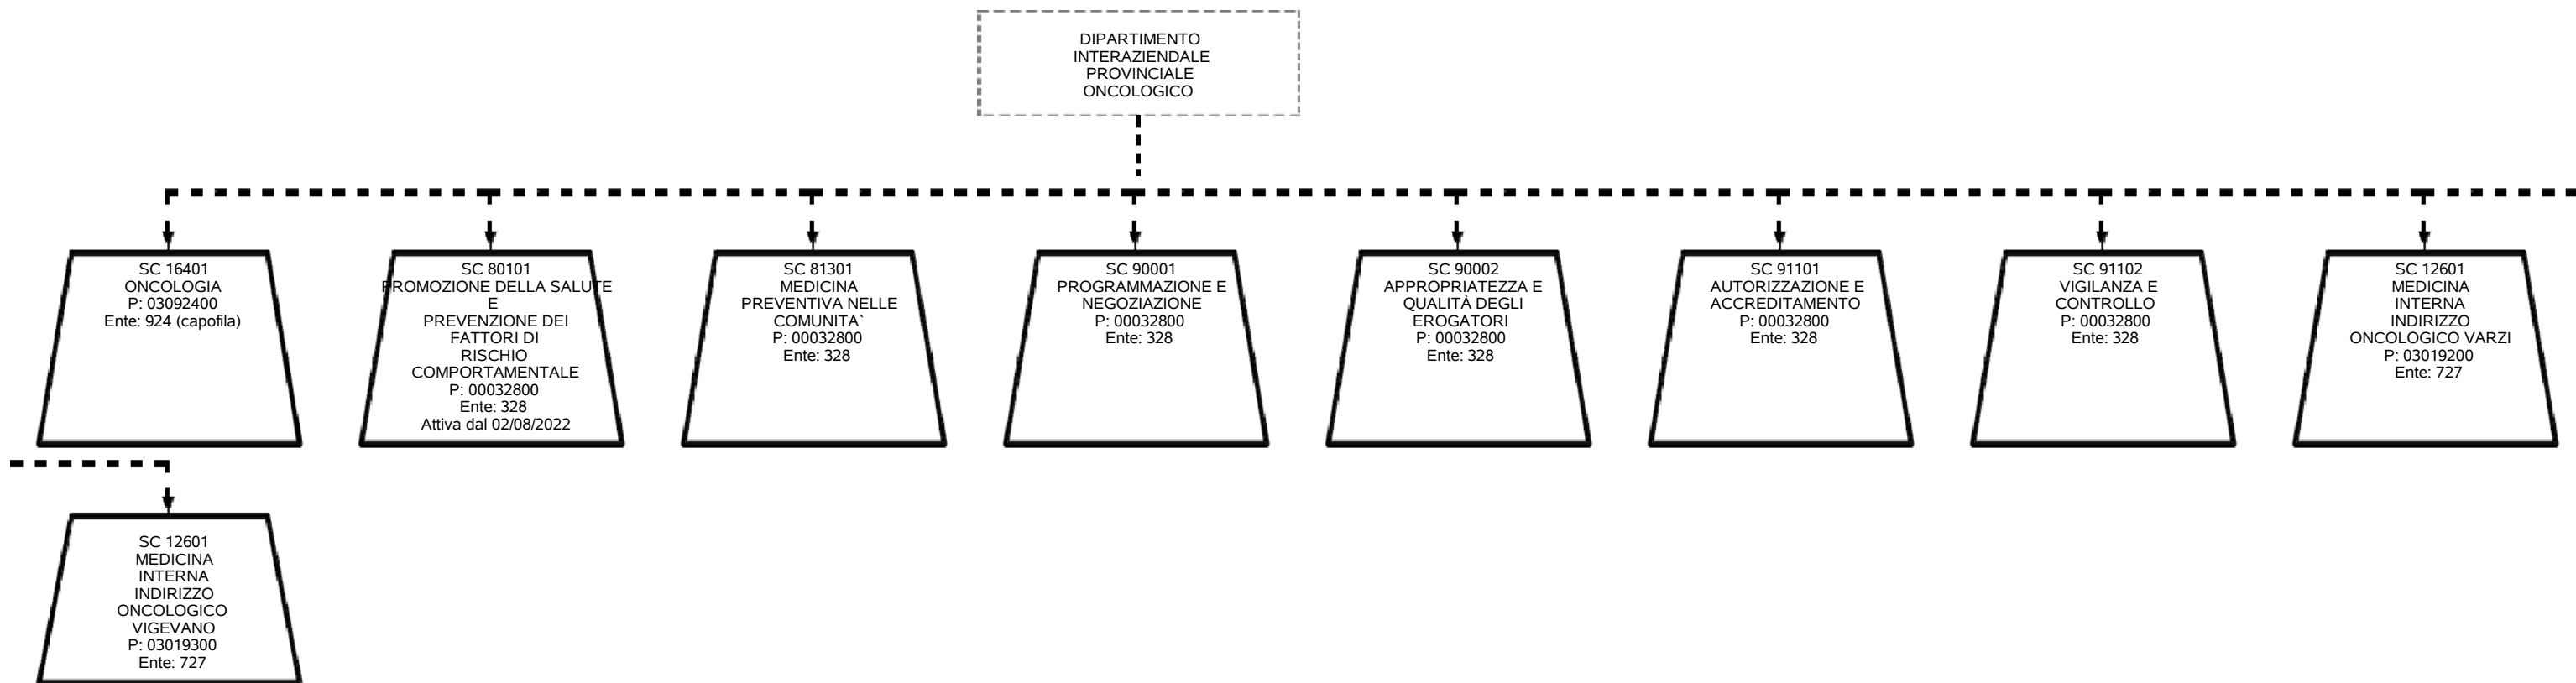 DIPARTIMENTO
INTERAZIENDALE
PROVINCIALE
ONCOLOGICO
SC 16401
ONCOLOGIA
P: 03092400
Ente: 924 (capofila)
SC 80101
PROMOZIONE DELLA SALUTE
E
PREVENZIONE DEI
FATTORI DI
RISCHIO
COMPORTAMENTALE
P: 00032800
Ente: 328
Attiva dal 02/08/2022
SC 81301
MEDICINA
PREVENTIVA NELLE
COMUNITA`
P: 00032800
Ente: 328
SC 90001
PROGRAMMAZIONE E
NEGOZIAZIONE
P: 00032800
Ente: 328
SC 90002
APPROPRIATEZZA E
QUALITÀ DEGLI
EROGATORI
P: 00032800
Ente: 328
SC 91101
AUTORIZZAZIONE E
ACCREDITAMENTO
P: 00032800
Ente: 328
SC 91102
VIGILANZA E
CONTROLLO
P: 00032800
Ente: 328
SC 12601
MEDICINA
INTERNA
INDIRIZZO
ONCOLOGICO VARZI
P: 03019200
Ente: 727
SC 12601
MEDICINA
INTERNA
INDIRIZZO
ONCOLOGICO
VIGEVANO
P: 03019300
Ente: 727